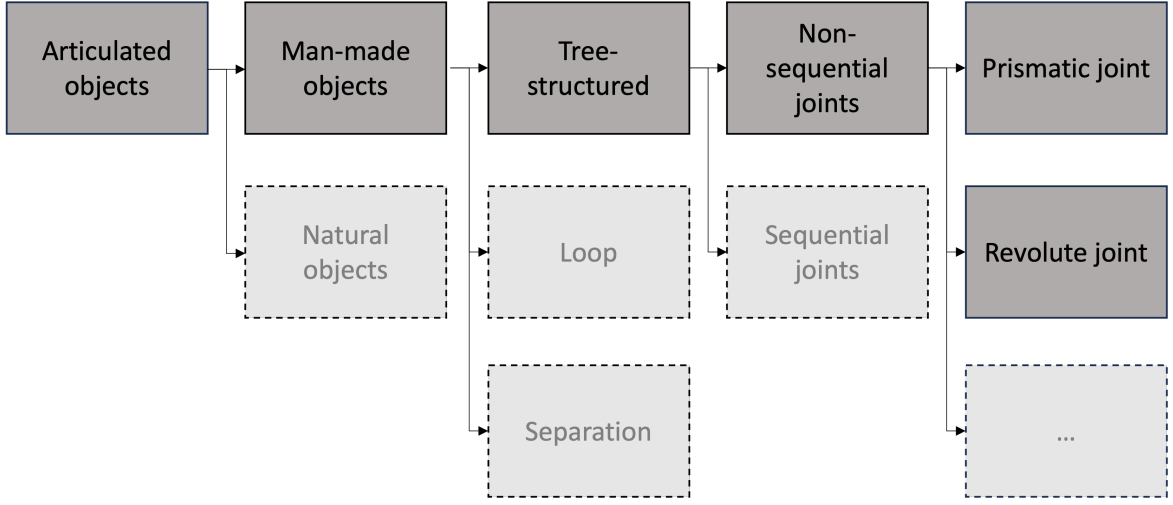 Articulated
objects
Man-made
objects
Tree-
structured
Non-
sequential
joints
Prismatic joint
Natural
objects
Loop
Sequential
joints
Revolute joint
Separation
...